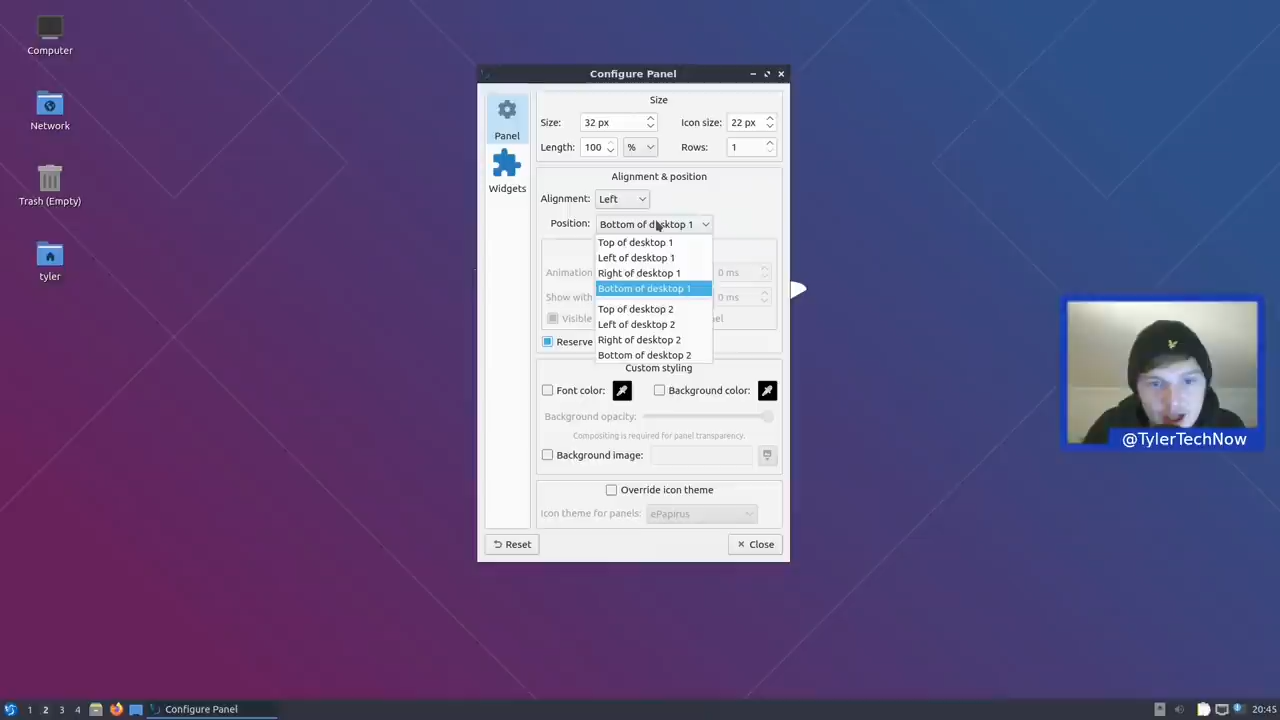 Computer
Network
Trash (Empty)
tyler
Configure Panel
Panel
Widgets
Size
Size: 32 px Icon size: 22 px
Length: 100 % Rows: 1
Alignment & position
Alignment: Left
Position: Bottom of desktop 1
Top of desktop 1
Left of desktop 1
Right of desktop 1
Bottom of desktop 1
Top of desktop 2
Left of desktop 2
Right of desktop 2
Bottom of desktop 2
Animation 0 ms
Show with 0 ms
Visible
Reserve
Custom styling
Font color: Background color:
Background opacity:
Compositing is required for panel transparency.
Background image:
Override icon theme
Icon theme for panels: ePapirus
Reset Close
@TylerTechNow
1 2 3 4 Configure Panel 20:45